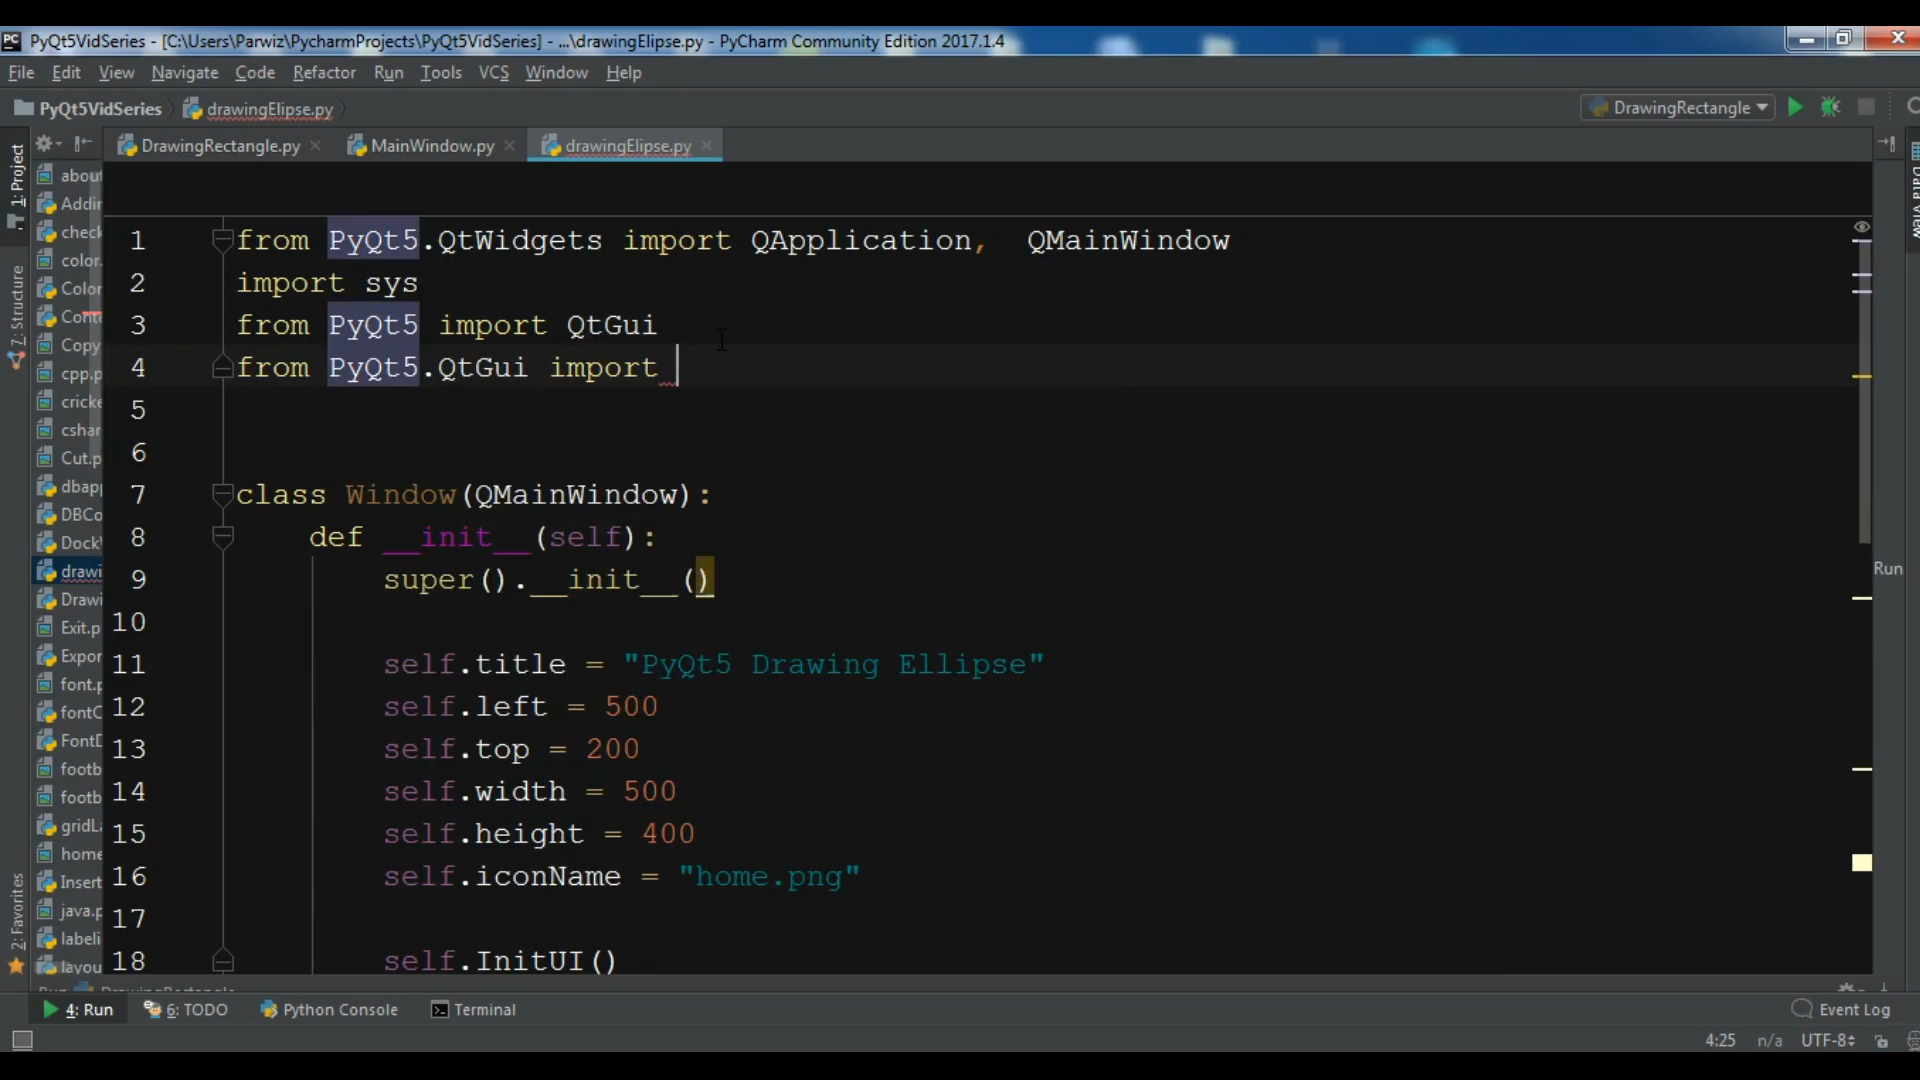 PC PyQt5VidSeries - [C:\Users\Parwiz\PycharmProjects\PyQt5VidSeries] - ...\drawingElipse.py - PyCharm Community Edition 2017.1.4
File Edit View Navigate Code Refactor Run Tools VCS Window Help
PyQt5VidSeries drawingElipse.py DrawingRectangle
DrawingRectangle.py MainWindow.py drawingElipse.py
1: Project
7: Structure
2: Favorites
about
Addin
check
color.
Color
Conte
Copy
cpp.p
cricke
cshar
Cut.p
dbapp
DBCo
DockW
drawi
Drawi
Exit.p
Expor
font.p
fontC
FontD
footb
footb
gridLa
home
Insert
java.p
labeli
layou
1 from PyQt5.QtWidgets import QApplication, QMainWindow
2 import sys
3 from PyQt5 import QtGui
4 from PyQt5.QtGui import
5
6
7 class Window(QMainWindow):
8 def __init__(self):
9 super().__init__()
10
11 self.title = "PyQt5 Drawing Ellipse"
12 self.left = 500
13 self.top = 200
14 self.width = 500
15 self.height = 400
16 self.iconName = "home.png"
17
18 self.InitUI()
Data View
Run
Run DrawingRectangle
4: Run 6: TODO Python Console Terminal Event Log
4:25 n/a UTF-8